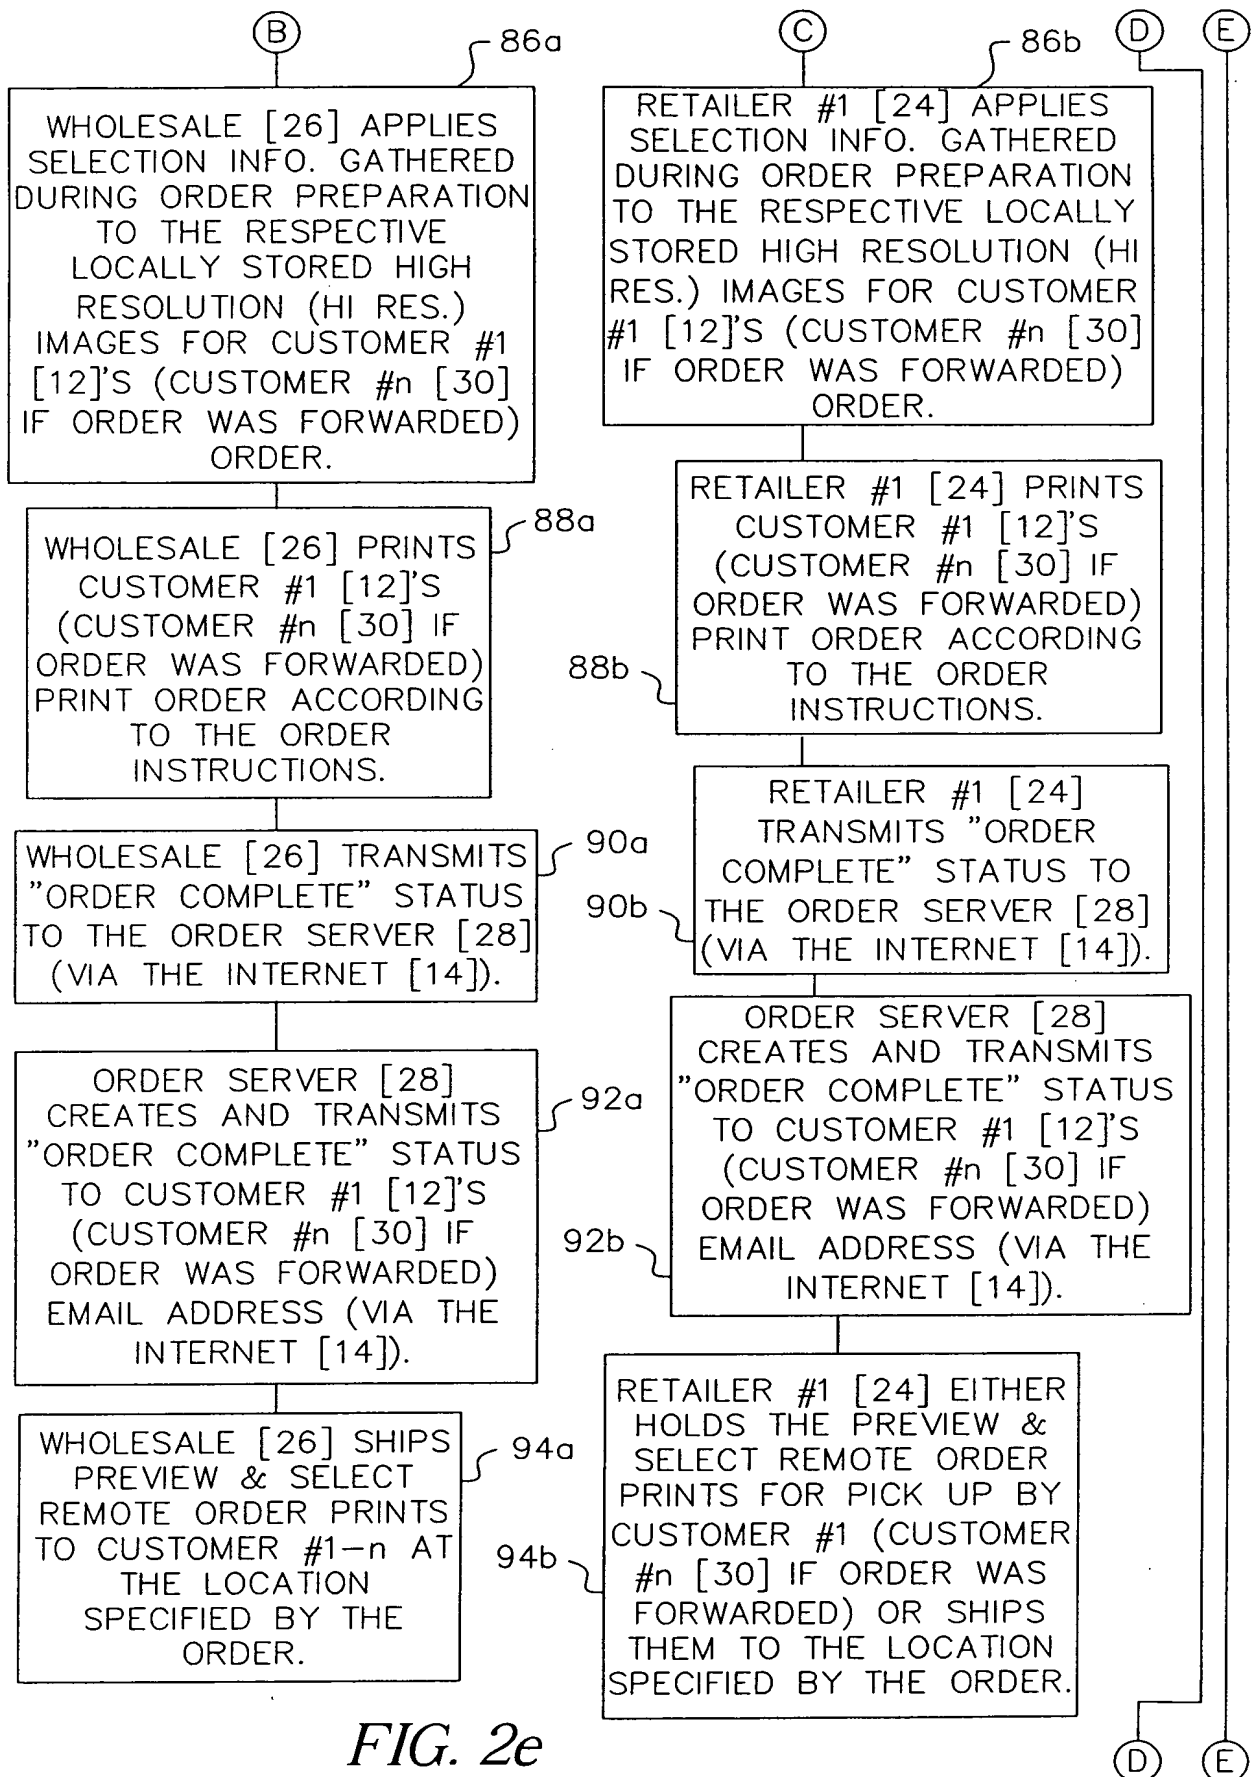 B
86a
WHOLESALE [26] APPLIES
SELECTION INFO. GATHERED
DURING ORDER PREPARATION
TO THE RESPECTIVE
LOCALLY STORED HIGH
RESOLUTION (HI RES.)
IMAGES FOR CUSTOMER #1
[12]'S (CUSTOMER #n [30]
IF ORDER WAS FORWARDED)
ORDER.
88a
WHOLESALE [26] PRINTS
CUSTOMER #1 [12]'S
(CUSTOMER #n [30] IF
ORDER WAS FORWARDED)
PRINT ORDER ACCORDING
TO THE ORDER
INSTRUCTIONS.
90a
WHOLESALE [26] TRANSMITS
"ORDER COMPLETE" STATUS
TO THE ORDER SERVER [28]
(VIA THE INTERNET [14]).
92a
ORDER SERVER [28]
CREATES AND TRANSMITS
"ORDER COMPLETE" STATUS
TO CUSTOMER #1 [12]'S
(CUSTOMER #n [30] IF
ORDER WAS FORWARDED)
EMAIL ADDRESS (VIA THE
INTERNET [14]).
94a
WHOLESALE [26] SHIPS
PREVIEW & SELECT
REMOTE ORDER PRINTS
TO CUSTOMER #1-n AT
THE LOCATION
SPECIFIED BY THE
ORDER.
C
86b
RETAILER #1 [24] APPLIES
SELECTION INFO. GATHERED
DURING ORDER PREPARATION
TO THE RESPECTIVE LOCALLY
STORED HIGH RESOLUTION (HI
RES.) IMAGES FOR CUSTOMER
#1 [12]'S (CUSTOMER #n [30]
IF ORDER WAS FORWARDED)
ORDER.
RETAILER #1 [24] PRINTS
CUSTOMER #1 [12]'S
(CUSTOMER #n [30] IF
ORDER WAS FORWARDED)
PRINT ORDER ACCORDING
TO THE ORDER
INSTRUCTIONS.
88b
RETAILER #1 [24]
TRANSMITS "ORDER
COMPLETE" STATUS TO
THE ORDER SERVER [28]
(VIA THE INTERNET [14]).
90b
ORDER SERVER [28]
CREATES AND TRANSMITS
"ORDER COMPLETE" STATUS
TO CUSTOMER #1 [12]'S
(CUSTOMER #n [30] IF
ORDER WAS FORWARDED)
EMAIL ADDRESS (VIA THE
INTERNET [14]).
92b
RETAILER #1 [24] EITHER
HOLDS THE PREVIEW &
SELECT REMOTE ORDER
PRINTS FOR PICK UP BY
CUSTOMER #1 (CUSTOMER
#n [30] IF ORDER WAS
FORWARDED) OR SHIPS
THEM TO THE LOCATION
SPECIFIED BY THE ORDER.
94b
D
E
D
E
FIG. 2e